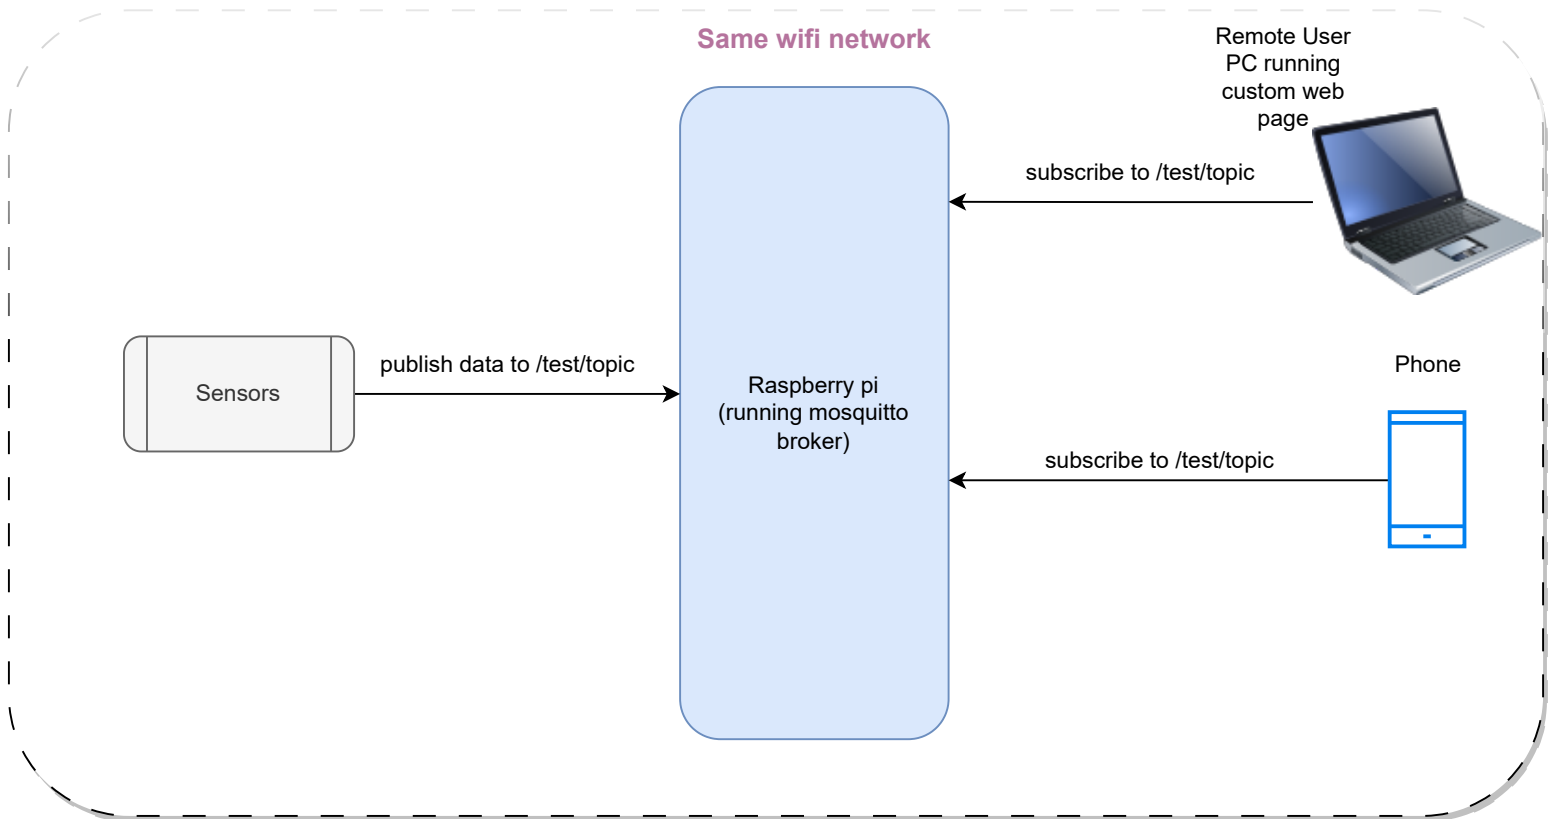 Same wifi network
Remote User
PC running
custom web
page
subscribe to /test/topic
publish data to /test/topic
Sensors
Raspberry pi
(running mosquitto
broker)
Phone
subscribe to /test/topic